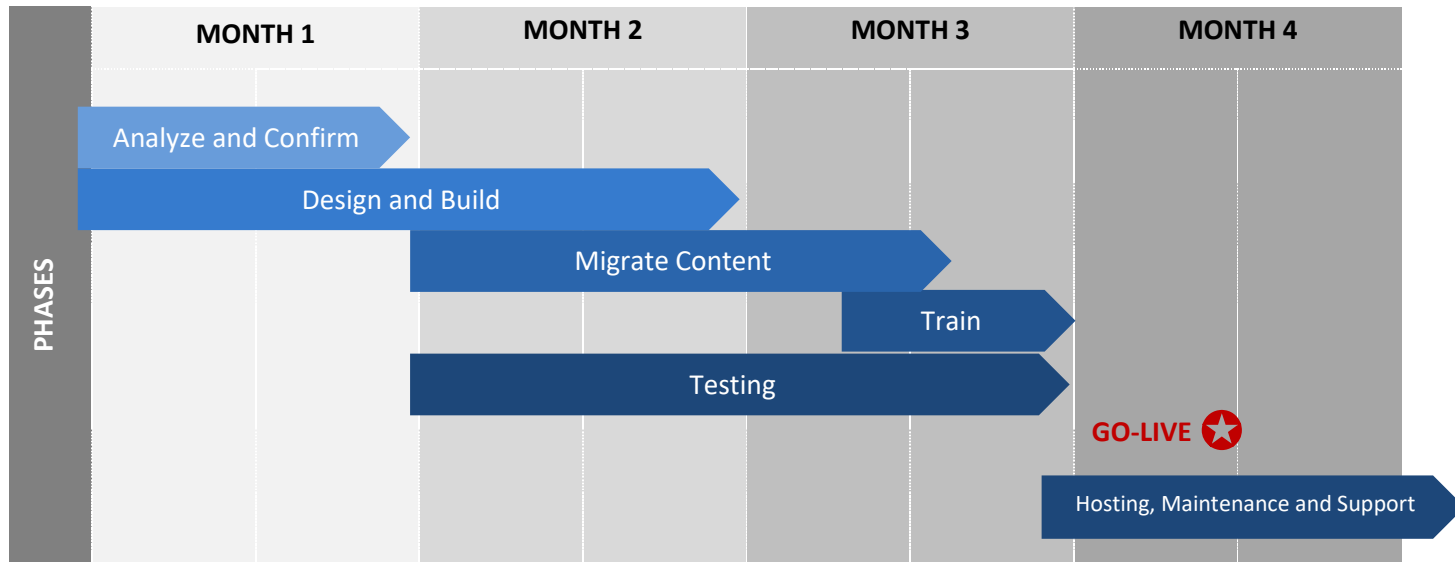 MONTH 1
MONTH 2
MONTH 3
MONTH 4
PHASES
Analyze and Confirm
Design and Build
Migrate Content
Train
Testing
GO-LIVE
Hosting, Maintenance and Support